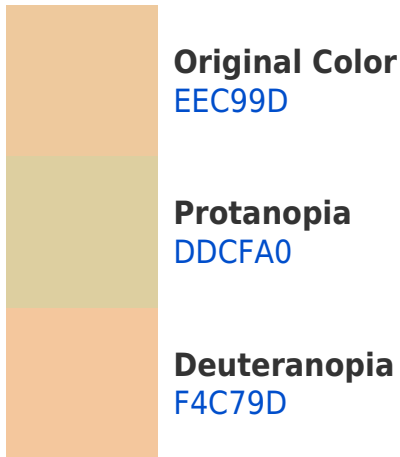 Original Color
EEC99D
Protanopia
DDCFA0
Deuteranopia
F4C79D